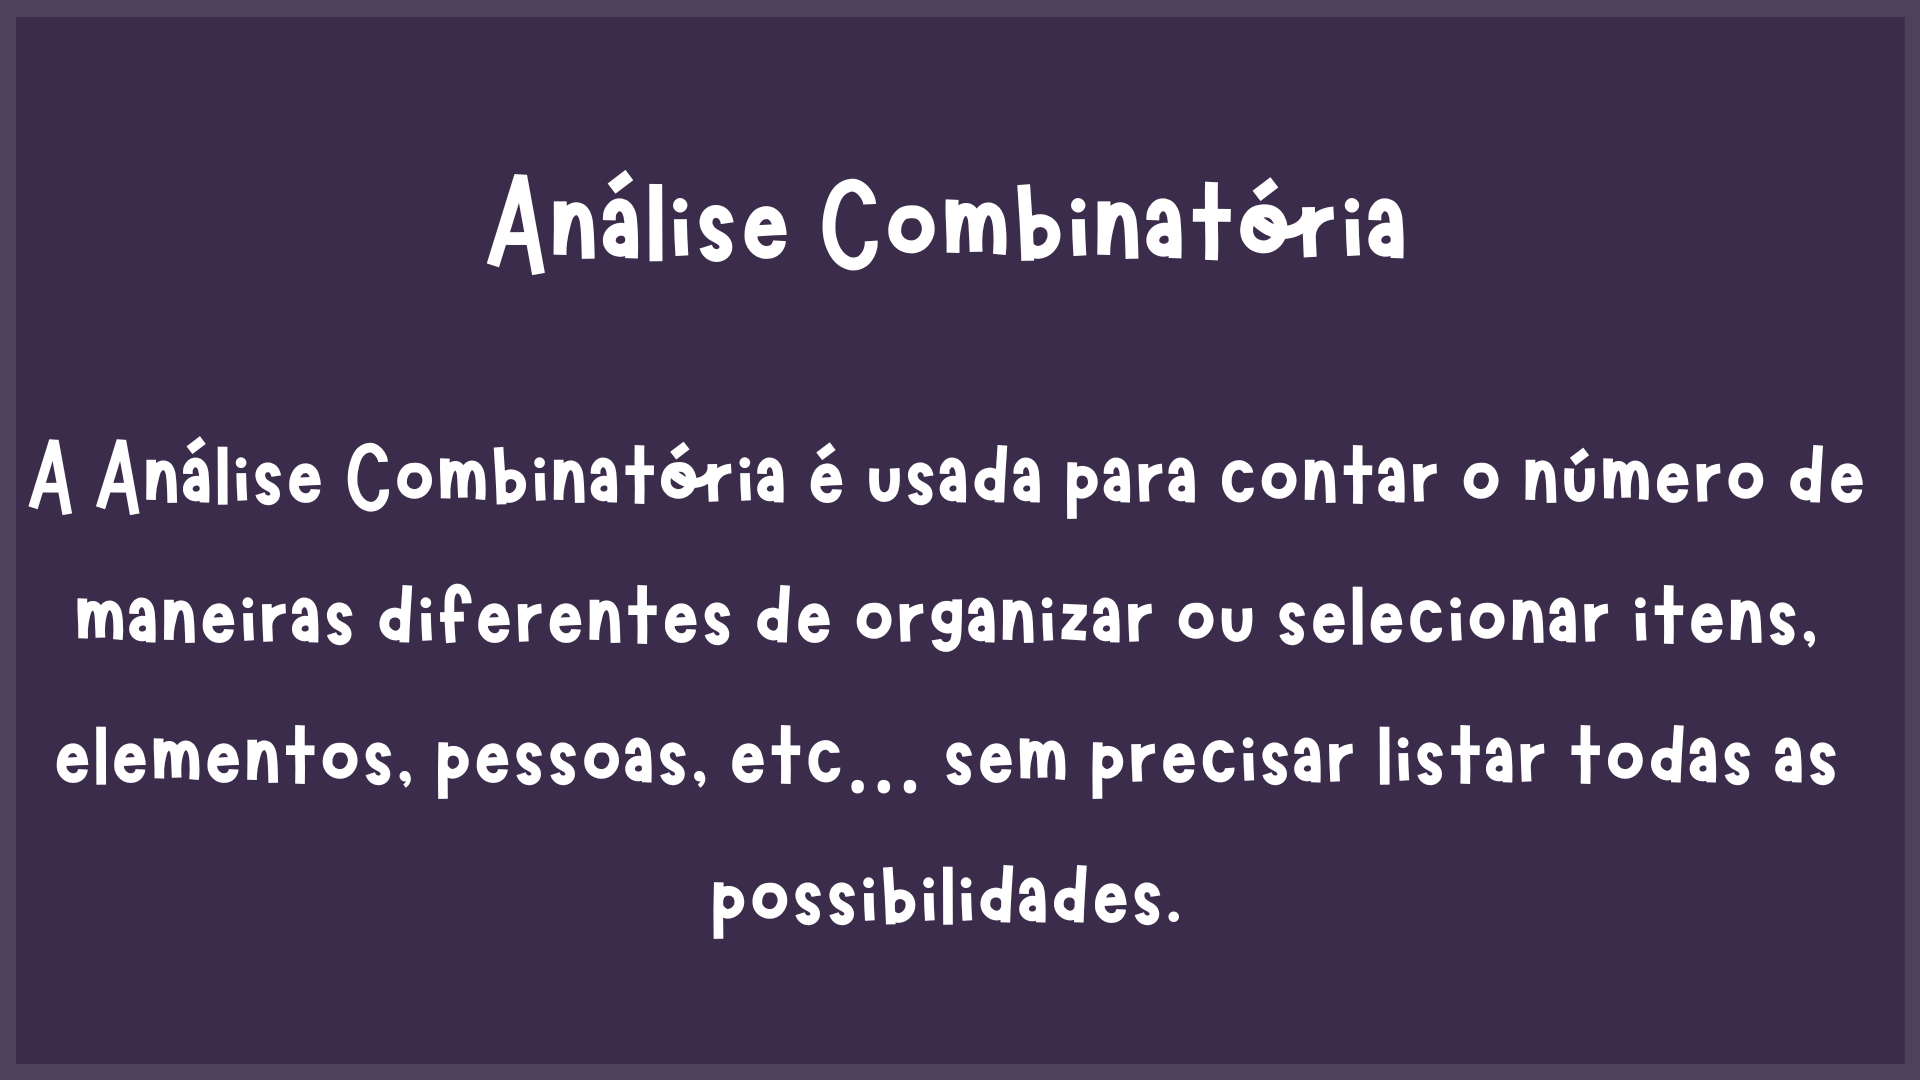 Análise Combinatória
A Análise Combinatória é usada para contar o número de
maneiras diferentes de organizar ou selecionar itens,
elementos, pessoas, etc... sem precisar listar todas as
possibilidades.